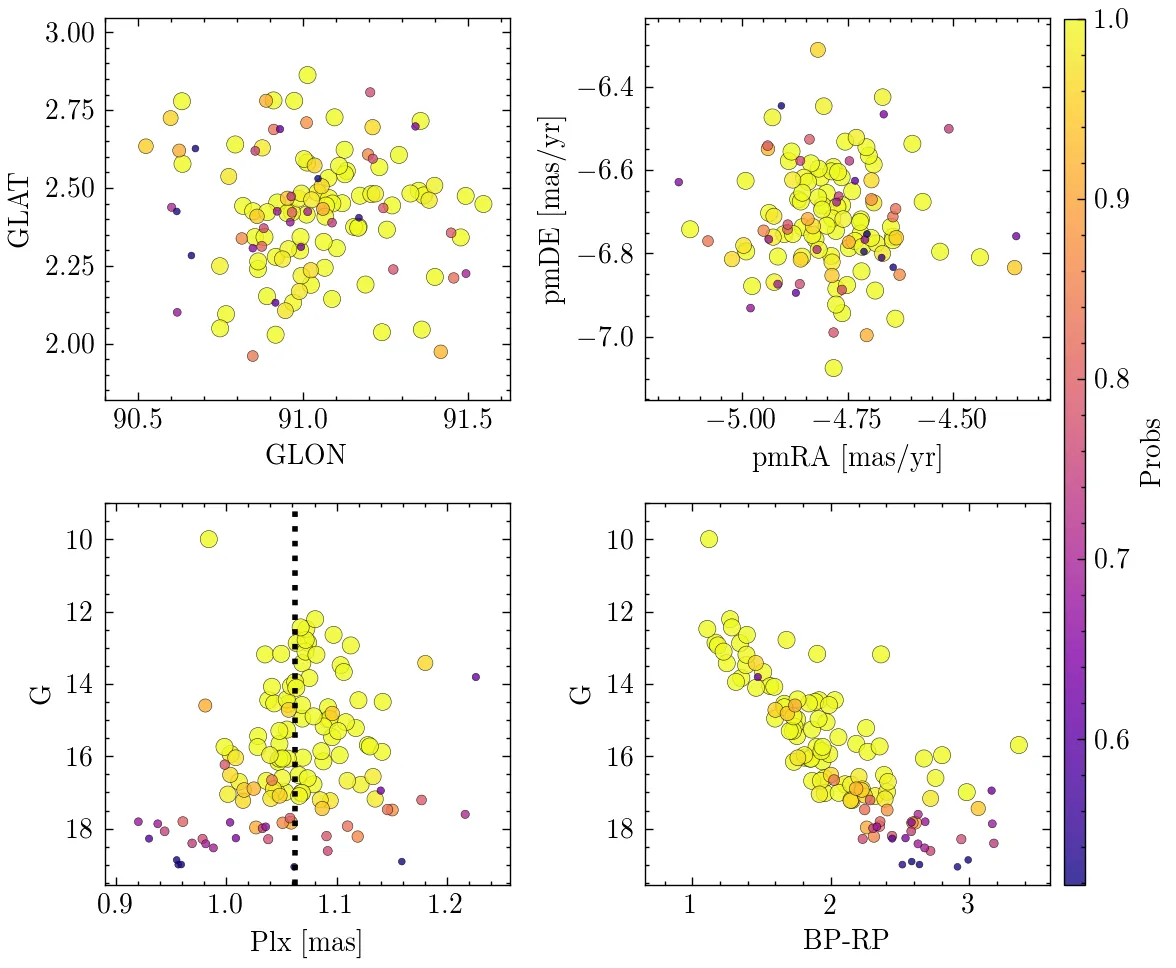 3.00
2.75
2.50
2.25
2.00
GLAT
90.5 91.0 91.5
GLON
−6.4
−6.6
−6.8
−7.0
pmDE [mas/yr]
−5.00 −4.75 −4.50
pmRA [mas/yr]
1.0
0.9
0.8
0.7
0.6
Probs
10
12
14
16
18
G
0.9 1.0 1.1 1.2
Plx [mas]
10
12
14
16
18
G
1 2 3
BP-RP